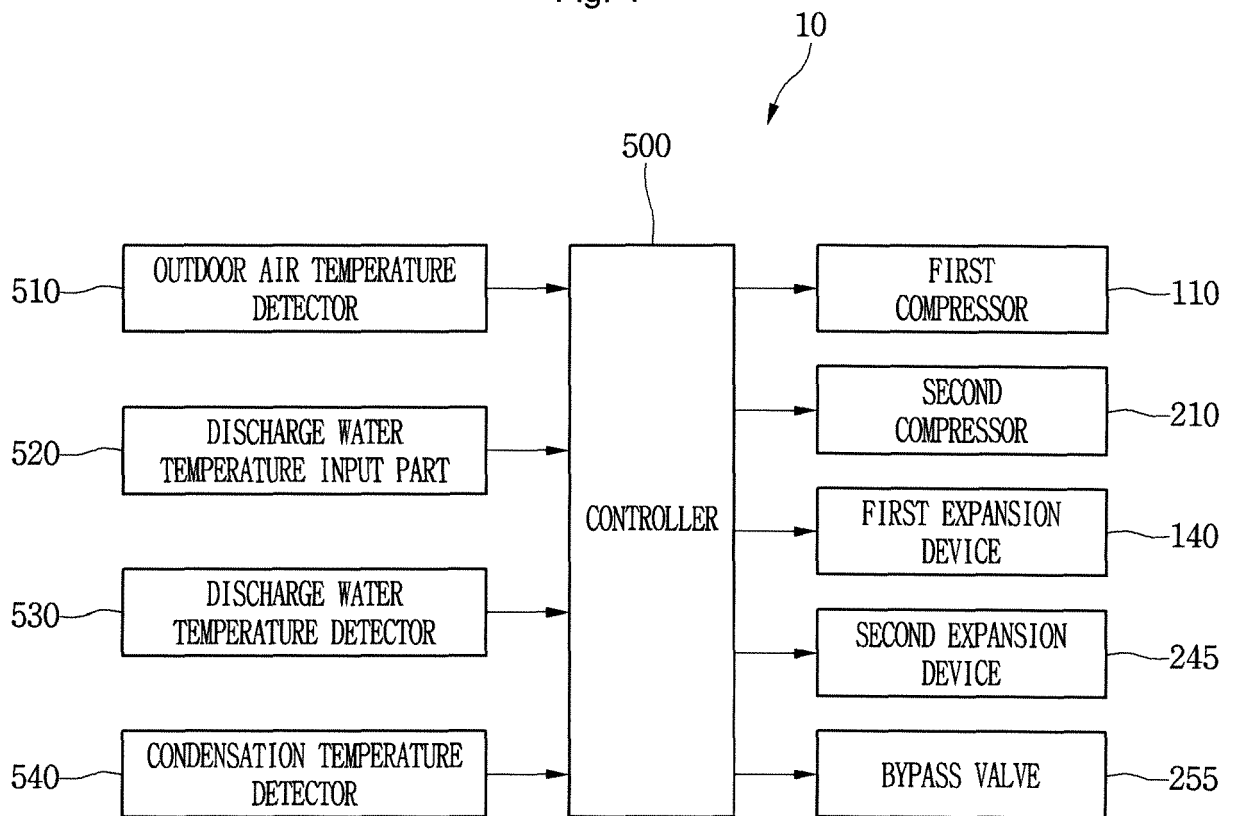 10
500
510
OUTDOOR AIR TEMPERATURE
DETECTOR
520
DISCHARGE WATER
TEMPERATURE INPUT PART
530
DISCHARGE WATER
TEMPERATURE DETECTOR
540
CONDENSATION TEMPERATURE
DETECTOR
CONTROLLER
FIRST
COMPRESSOR
110
SECOND
COMPRESSOR
210
FIRST EXPANSION
DEVICE
140
SECOND EXPANSION
DEVICE
245
BYPASS VALVE
255